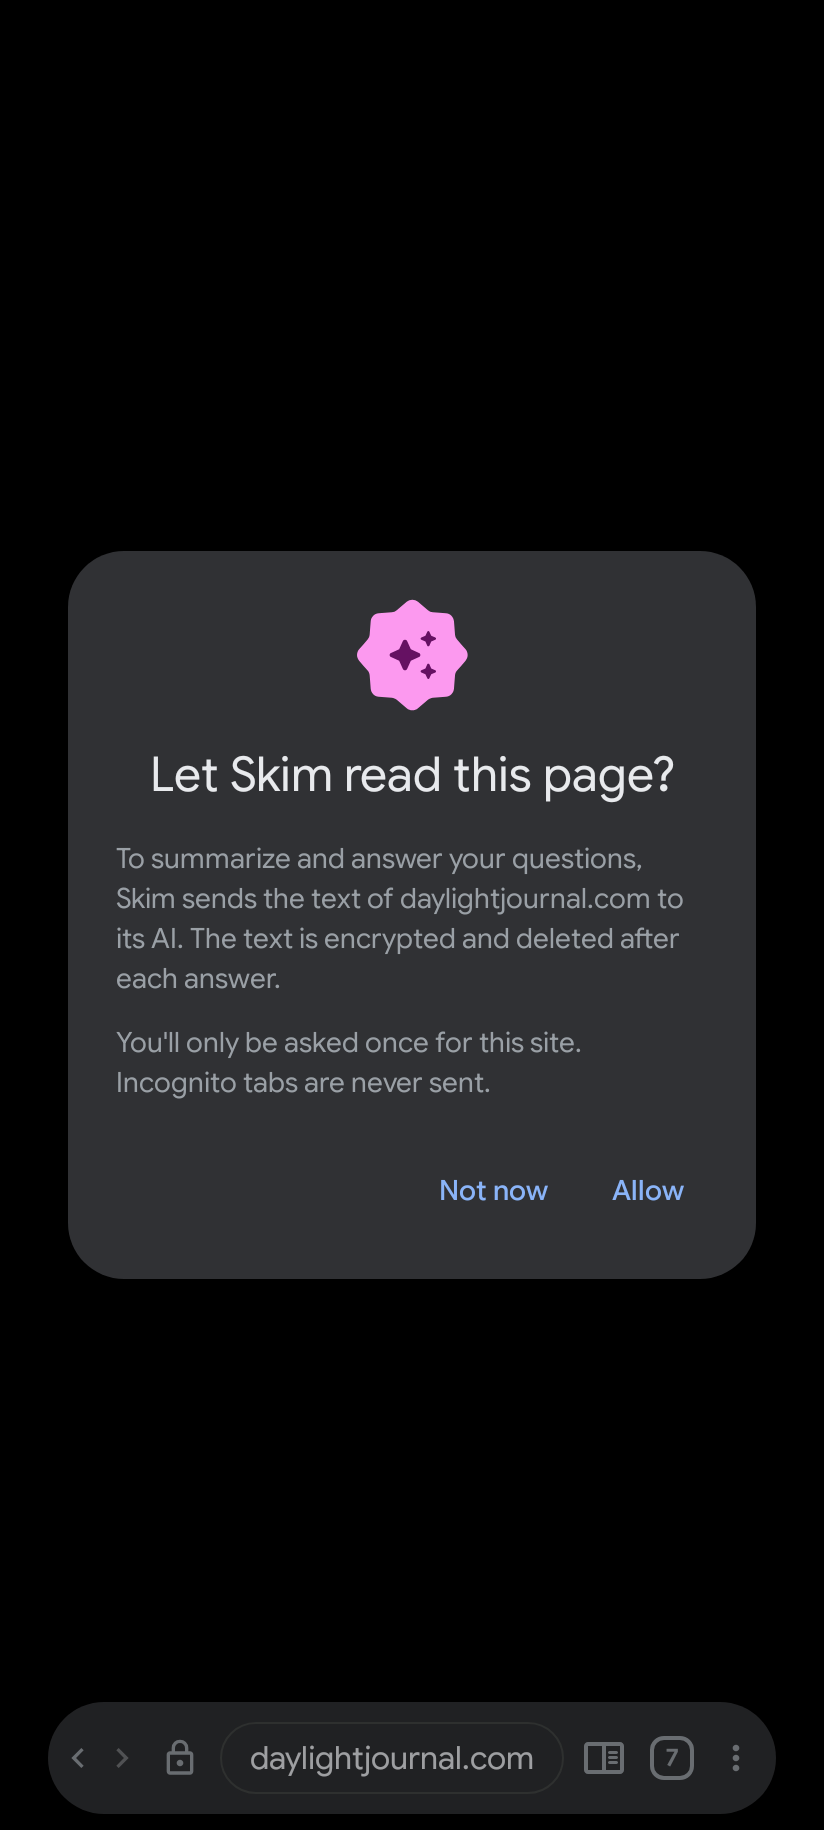 Let Skim read this page?
To summarize and answer your questions,
Skim sends the text of daylightjournal.com to
its AI. The text is encrypted and deleted after
each answer.
You'll only be asked once for this site.
Incognito tabs are never sent.
Not now Allow
daylightjournal.com 7